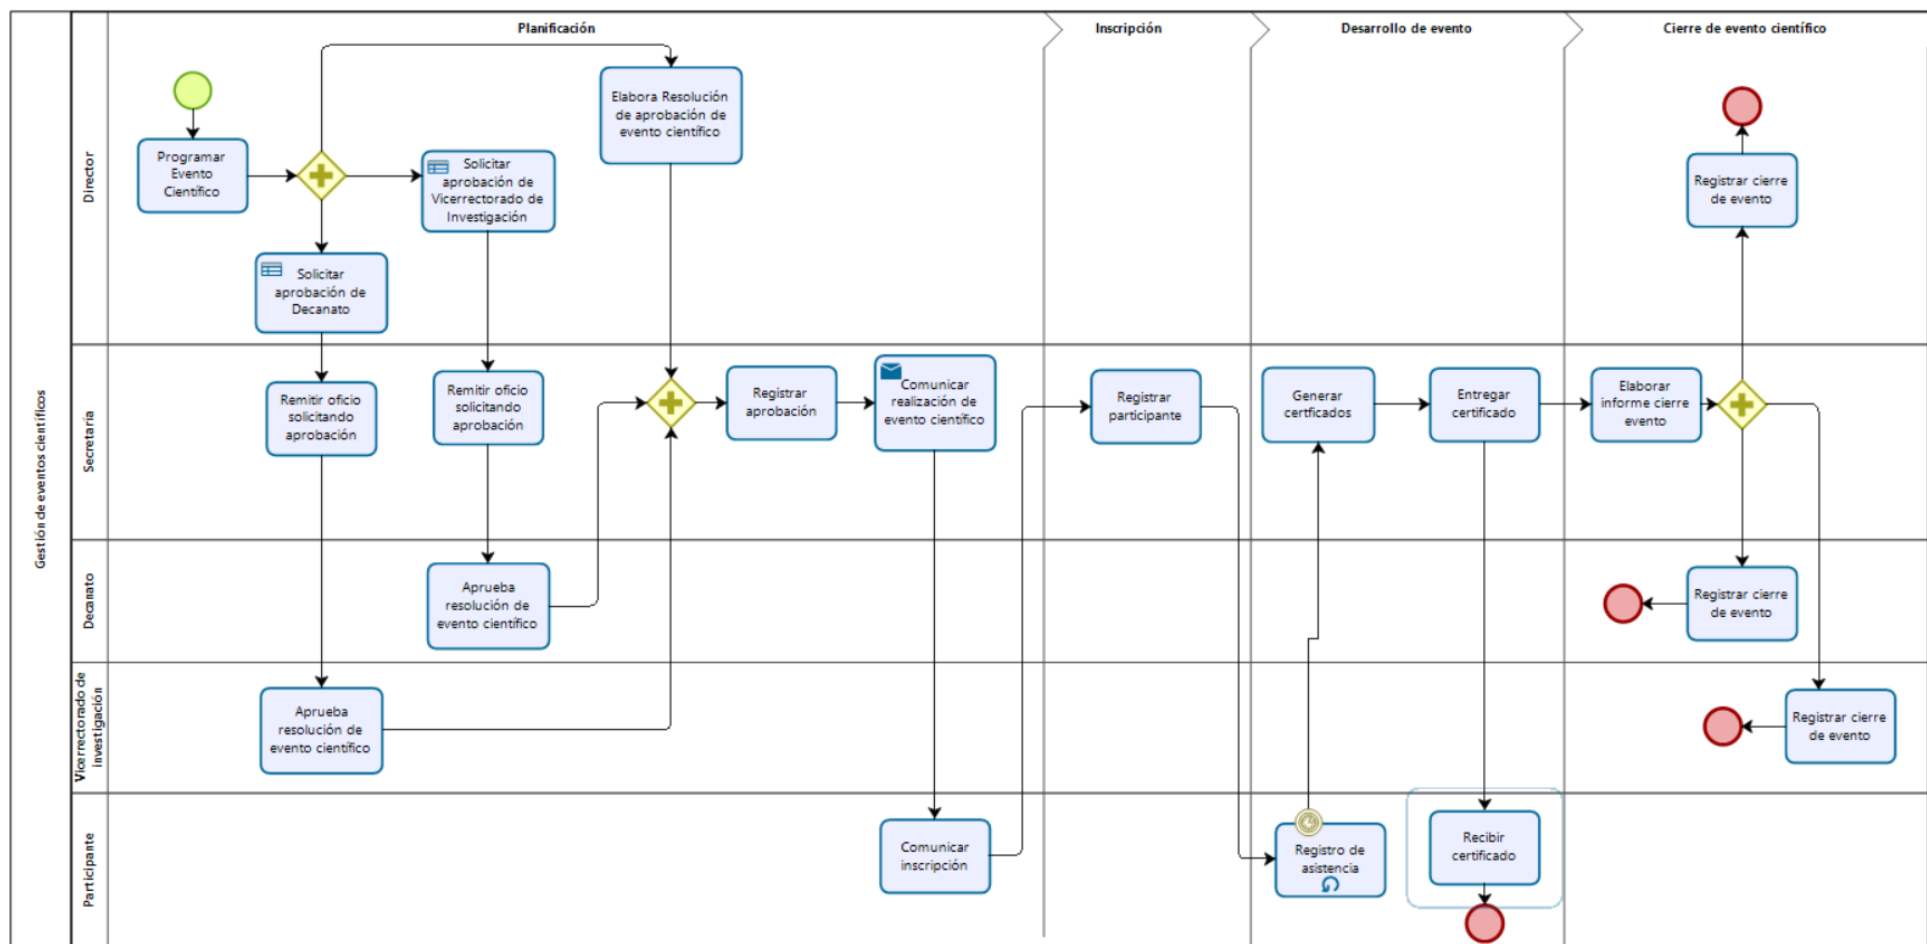 Planificación
Inscripción
Desarrollo de evento
Cierre de evento científico
Gestión de eventos científicos
Director
Programar
Evento
Científico
Solicitar
aprobación de
Vicerrectorado de
Investigación
Elabora Resolución
de aprobación de
evento científico
Solicitar
aprobación de
Decanato
Registrar cierre
de evento
Secretaría
Remitir oficio
solicitando
aprobación
Remitir oficio
solicitando
aprobación
Registrar
aprobación
Comunicar
realización de
evento científico
Registrar
participante
Generar
certficados
Entregar
certificado
Elaborar
informe cierre
evento
Decanato
Aprueba
resolución de
evento científico
Registrar cierre
de evento
Vicerrectorado de
investigación
Aprueba
resolución de
evento científico
Registrar cierre
de evento
Participante
Comunicar
inscripción
Registro de
asistencia
Recibir
certificado